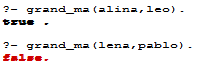 ?- grand_ma(alina,leo).
true .
?- grand_ma(lena,pablo).
false.